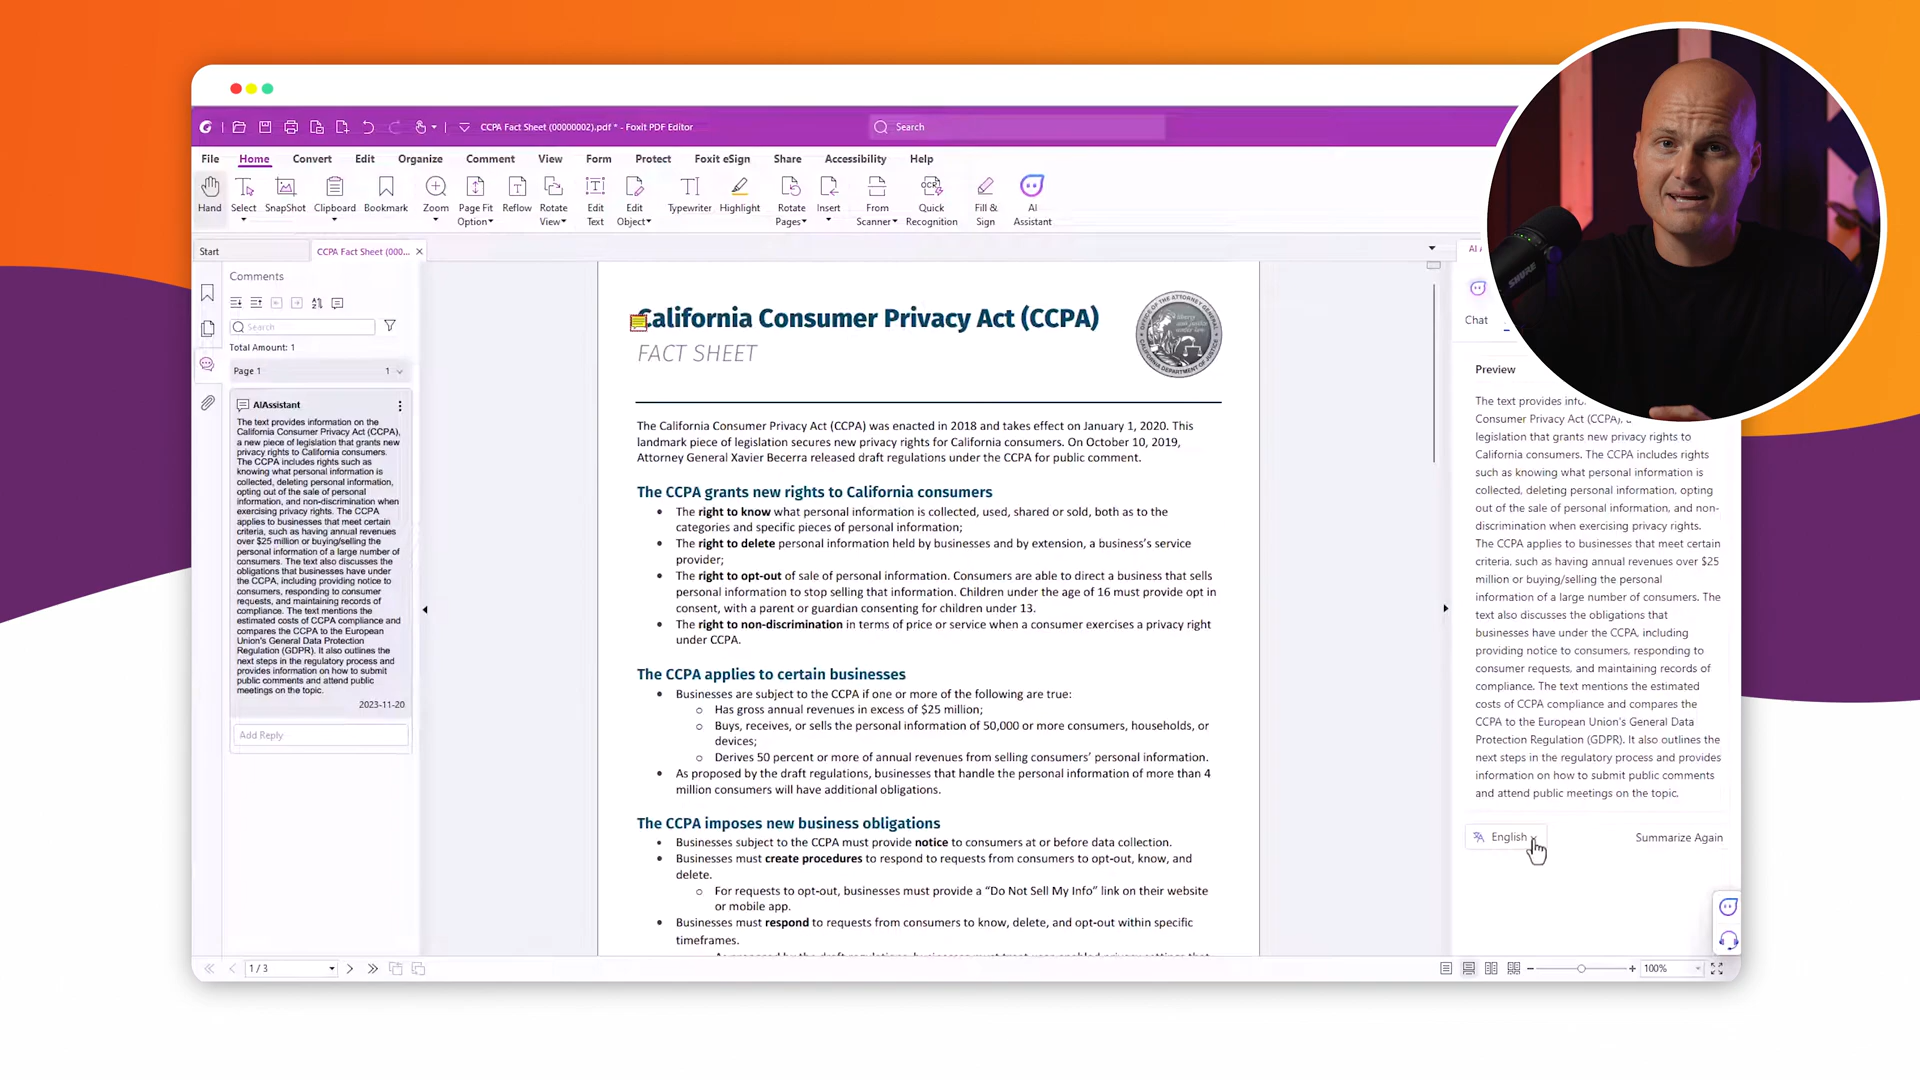 CCPA Fact Sheet (00000002).pdf * - Foxit PDF Editor
Search
File Home Convert Edit Organize Comment View Form Protect Foxit eSign Share Accessibility Help
Hand
Select
SnapShot
Clipboard
Bookmark
Zoom
Page Fit
Option
Reflow
Rotate
View
Edit
Text
Edit
Object
Typewriter
Highlight
Rotate
Pages
Insert
From
Scanner
OCR
Quick
Recognition
Fill &
Sign
AI
Assistant
Start
CCPA Fact Sheet (000...
Comments
Search
Total Amount: 1
Page 1 1
AIAssistant
The text provides information on the
California Consumer Privacy Act (CCPA),
a new piece of legislation that grants new
privacy rights to California consumers.
The CCPA includes rights such as
knowing what personal information is
collected, deleting personal information,
opting out of the sale of personal
information, and non-discrimination when
exercising privacy rights. The CCPA
applies to businesses that meet certain
criteria, such as having annual revenues
over $25 million or buying/selling the
personal information of a large number of
consumers. The text also discusses the
obligations that businesses have under
the CCPA, including providing notice to
consumers, responding to consumer
requests, and maintaining records of
compliance. The text mentions the
estimated costs of CCPA compliance and
compares the CCPA to the European
Union's General Data Protection
Regulation (GDPR). It also outlines the
next steps in the regulatory process and
provides information on how to submit
public comments and attend public
meetings on the topic.
2023-11-20
Add Reply
California Consumer Privacy Act (CCPA)
FACT SHEET
OFFICE OF THE ATTORNEY GENERAL
CALIFORNIA DEPARTMENT OF JUSTICE
The California Consumer Privacy Act (CCPA) was enacted in 2018 and takes effect on January 1, 2020. This
landmark piece of legislation secures new privacy rights for California consumers. On October 10, 2019,
Attorney General Xavier Becerra released draft regulations under the CCPA for public comment.
The CCPA grants new rights to California consumers
• The right to know what personal information is collected, used, shared or sold, both as to the
categories and specific pieces of personal information;
• The right to delete personal information held by businesses and by extension, a business’s service
provider;
• The right to opt-out of sale of personal information. Consumers are able to direct a business that sells
personal information to stop selling that information. Children under the age of 16 must provide opt in
consent, with a parent or guardian consenting for children under 13.
• The right to non-discrimination in terms of price or service when a consumer exercises a privacy right
under CCPA.
The CCPA applies to certain businesses
• Businesses are subject to the CCPA if one or more of the following are true:
o Has gross annual revenues in excess of $25 million;
o Buys, receives, or sells the personal information of 50,000 or more consumers, households, or
devices;
o Derives 50 percent or more of annual revenues from selling consumers’ personal information.
• As proposed by the draft regulations, businesses that handle the personal information of more than 4
million consumers will have additional obligations.
The CCPA imposes new business obligations
• Businesses subject to the CCPA must provide notice to consumers at or before data collection.
• Businesses must create procedures to respond to requests from consumers to opt-out, know, and
delete.
o For requests to opt-out, businesses must provide a “Do Not Sell My Info” link on their website
or mobile app.
• Businesses must respond to requests from consumers to know, delete, and opt-out within specific
timeframes.
AI
Chat
Preview
The text provides
Consumer Privacy Act (CCPA),
legislation that grants new privacy rights to
California consumers. The CCPA includes rights
such as knowing what personal information is
collected, deleting personal information, opting
out of the sale of personal information, and non-
discrimination when exercising privacy rights.
The CCPA applies to businesses that meet certain
criteria, such as having annual revenues over $25
million or buying/selling the personal
information of a large number of consumers. The
text also discusses the obligations that
businesses have under the CCPA, including
providing notice to consumers, responding to
consumer requests, and maintaining records of
compliance. The text mentions the estimated
costs of CCPA compliance and compares the
CCPA to the European Union's General Data
Protection Regulation (GDPR). It also outlines the
next steps in the regulatory process and provides
information on how to submit public comments
and attend public meetings on the topic.
English
Summarize Again
1 / 3
100%
SHURE